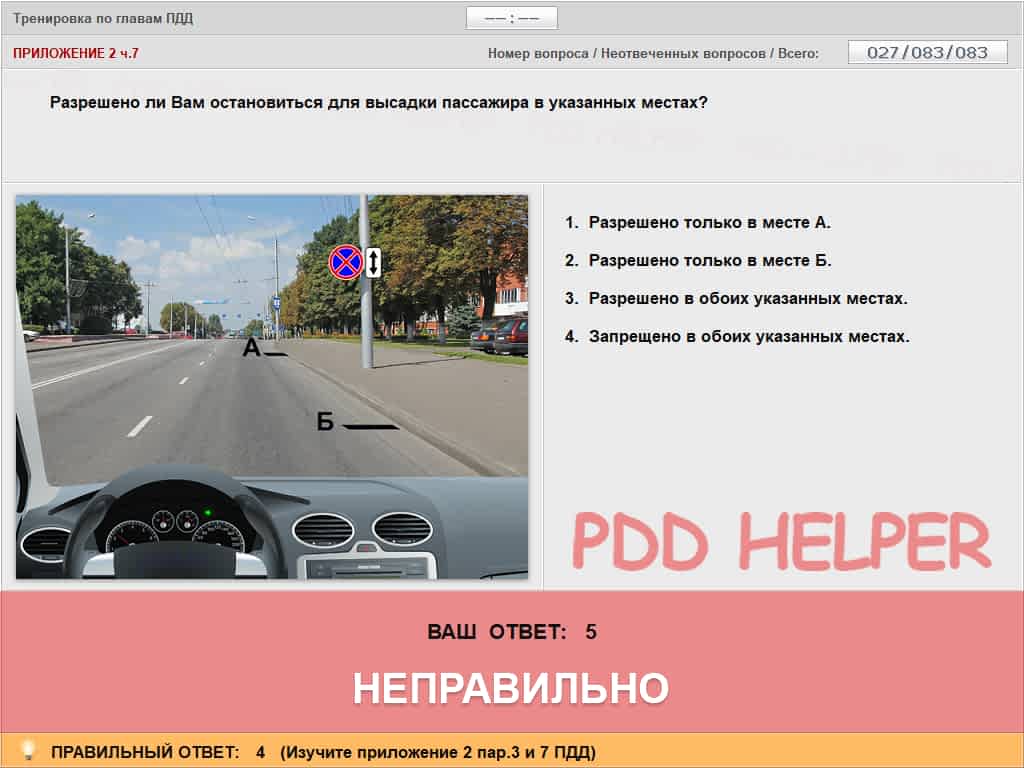 Тренировка по главам ПДД
—— : ——
ПРИЛОЖЕНИЕ 2 ч.7
Номер вопроса / Неотвеченных вопросов / Всего: 027/083/083
Разрешено ли Вам остановиться для высадки пассажира в указанных местах?
1. Разрешено только в месте А.
2. Разрешено только в месте Б.
3. Разрешено в обоих указанных местах.
4. Запрещено в обоих указанных местах.
А
Б
PDD HELPER
ВАШ ОТВЕТ: 5
НЕПРАВИЛЬНО
ПРАВИЛЬНЫЙ ОТВЕТ: 4 (Изучите приложение 2 пар.3 и 7 ПДД)